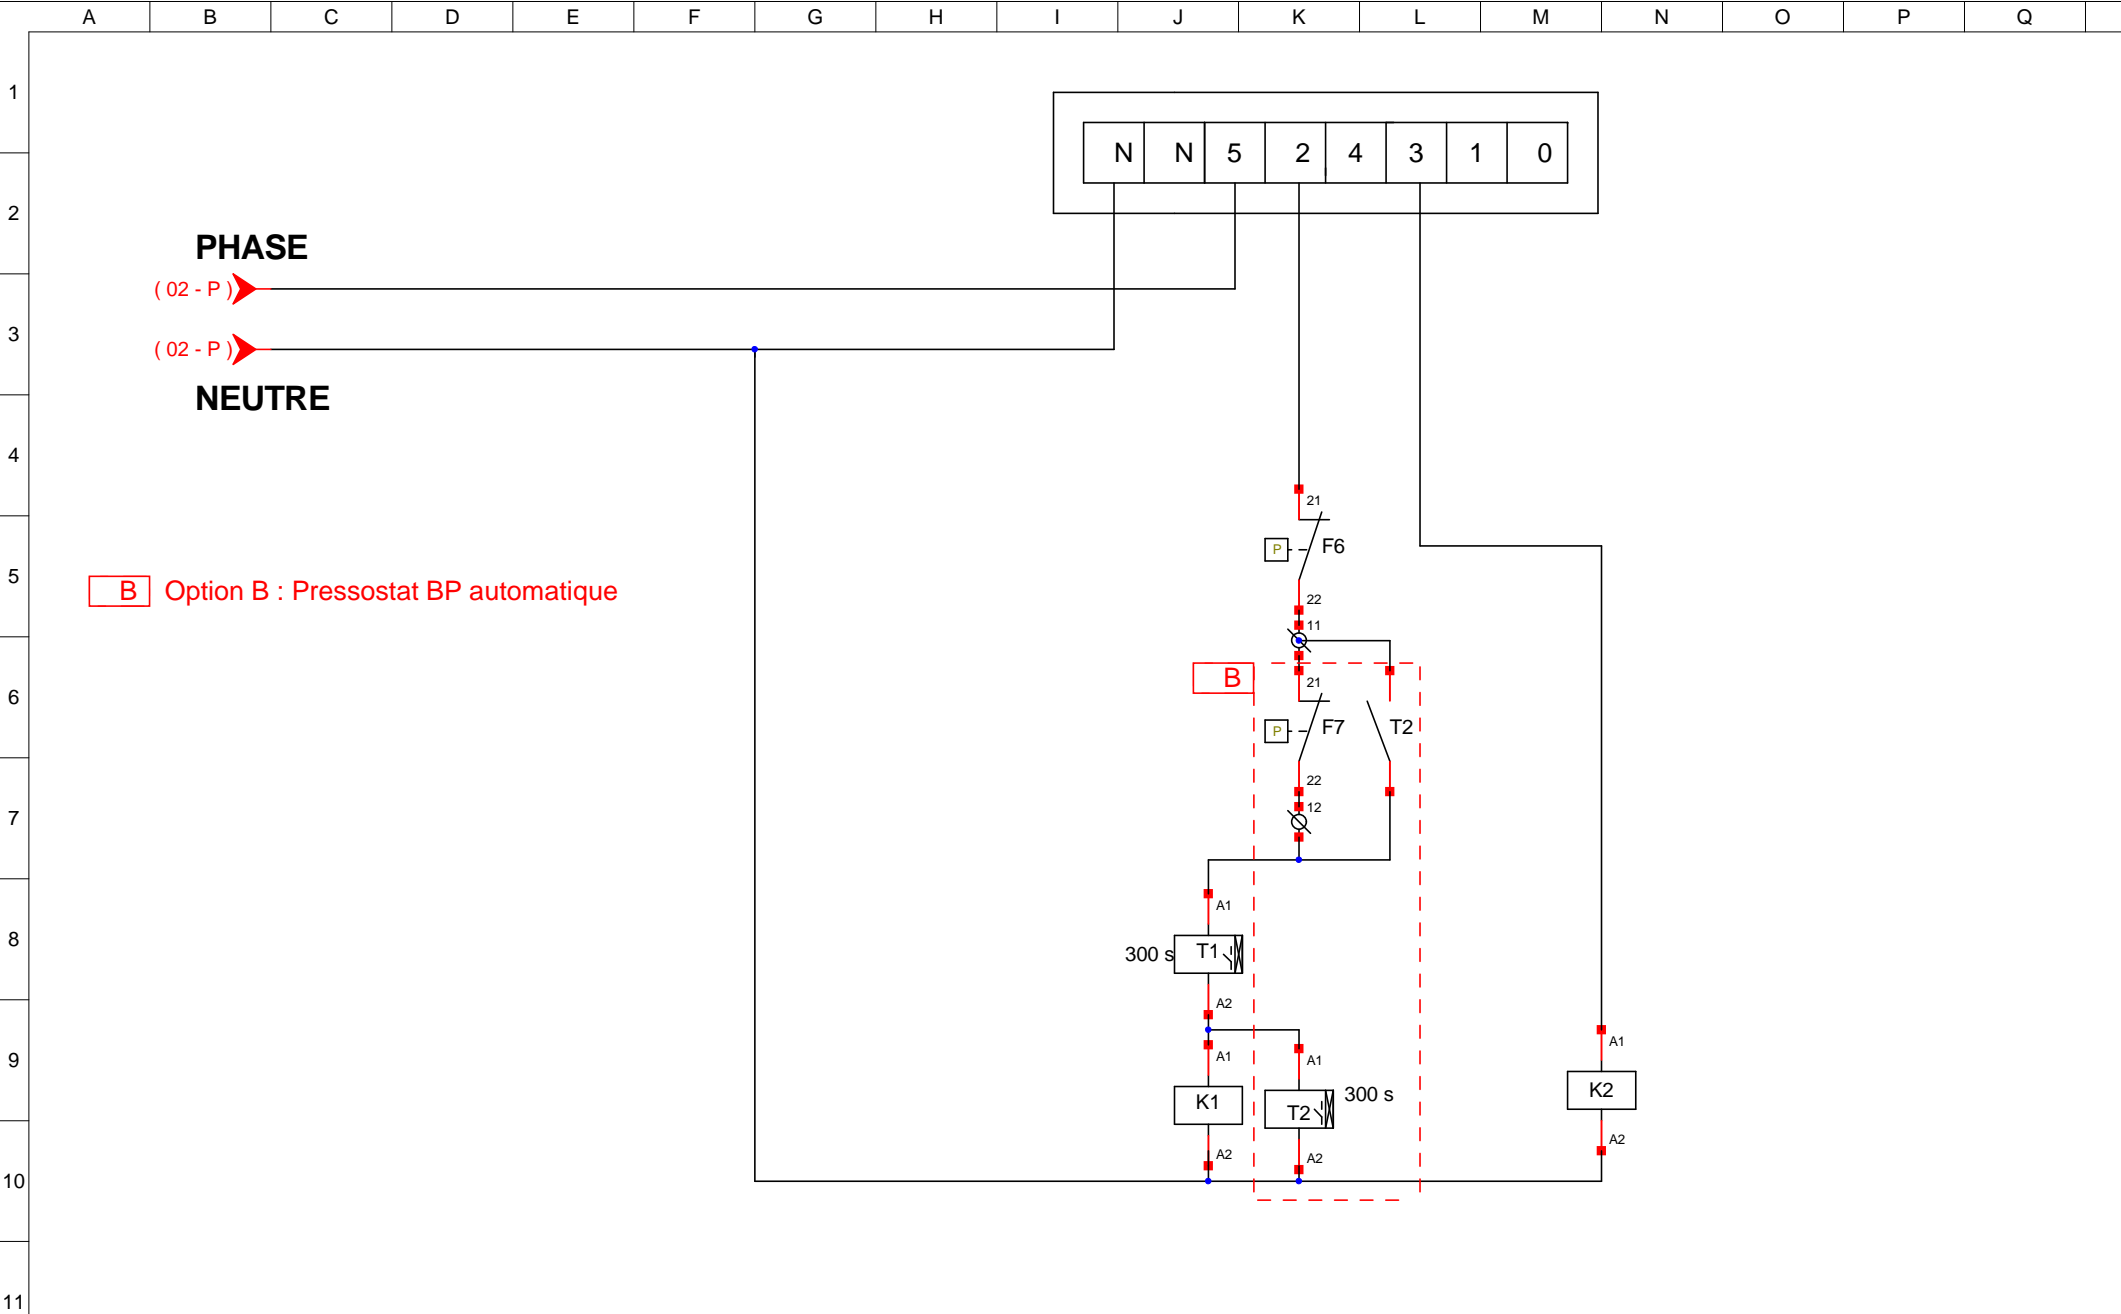 A B C D E F G H I J K L M N O P Q
1
N N 5 2 4 3 1 0
2
PHASE
( 02 - P )
3
( 02 - P )
NEUTRE
4
21
P F6
5
B Option B : Pressostat BP automatique
22
11
B
21
6
P F7 T2
22
12
7
A1
8
300 s T1
A2
A1
9
A1
A1
K1
T2
300 s
K2
A2
A2
A2
10
11